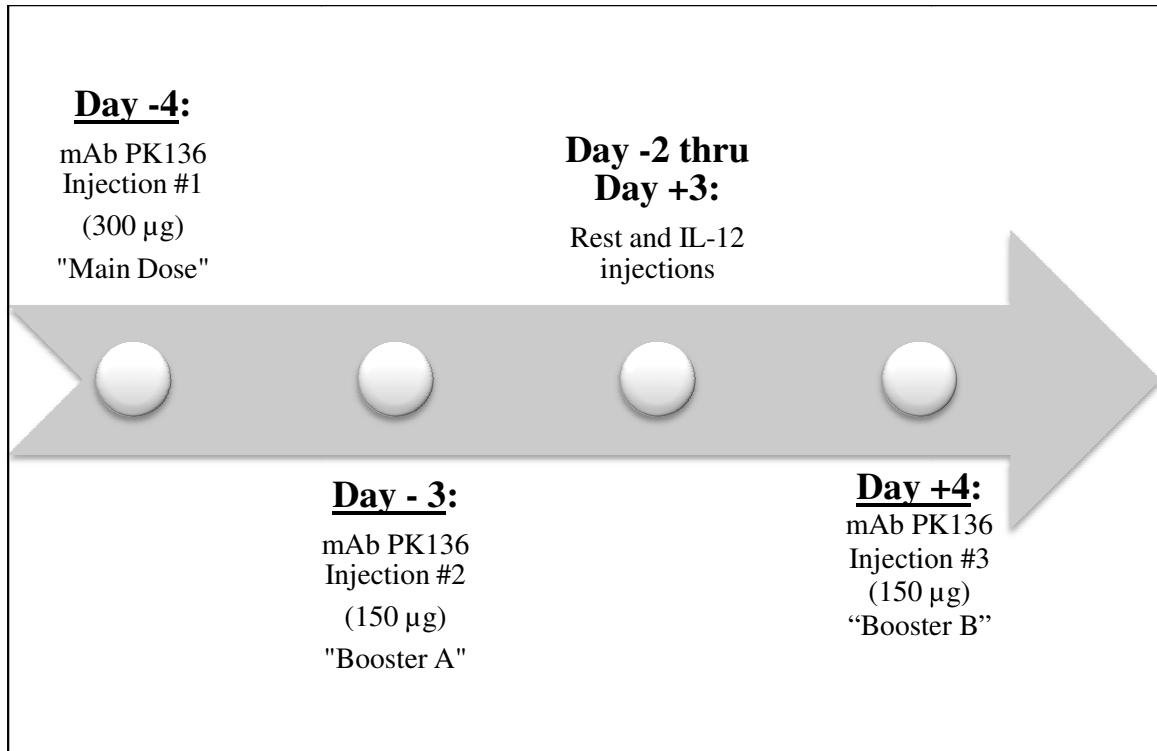 Day -4:
mAb PK136
Injection #1
(300 µg)
"Main Dose"
Day - 3:
mAb PK136
Injection #2
(150 µg)
"Booster A"
Day -2 thru
Day +3:
Rest and IL-12
injections
Day +4:
mAb PK136
Injection #3
(150 µg)
“Booster B”